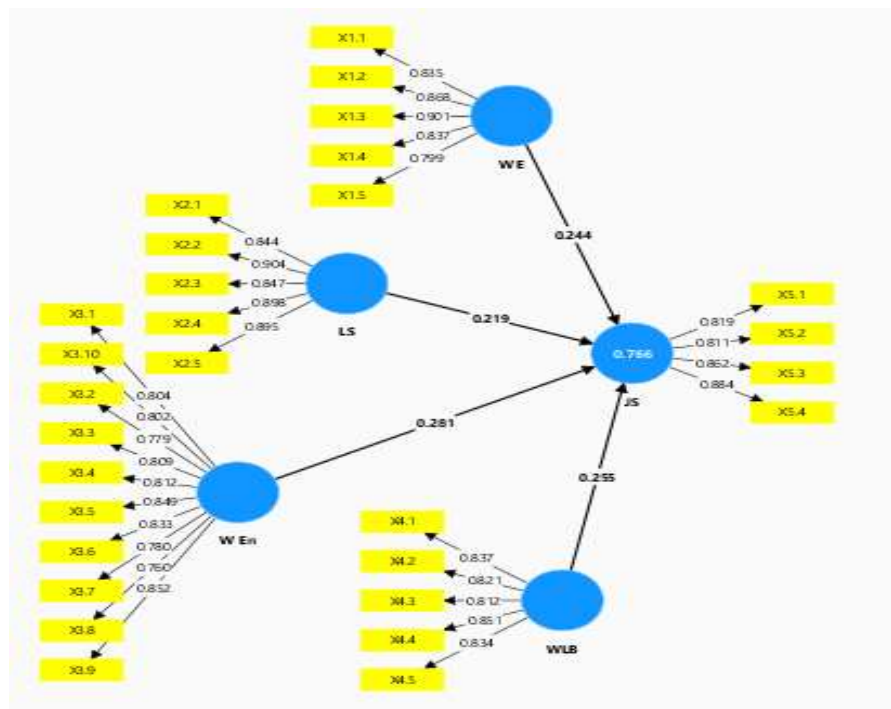 X1.1
X1.2
X1.3
X1.4
X1.5
0.835
0.868
0.901
0.837
0.799
WE
0.244
X2.1
X2.2
X2.3
X2.4
X2.5
0.844
0.904
0.847
0.898
0.895
LS
0.219
X3.1
X3.10
X3.2
X3.3
X3.4
X3.5
X3.6
X3.7
X3.8
X3.9
0.804
0.802
0.779
0.809
0.812
0.849
0.833
0.780
0.760
0.852
W En
0.281
X4.1
X4.2
X4.3
X4.4
X4.5
0.837
0.821
0.812
0.851
0.834
WLB
0.255
0.766
JS
0.819
0.811
0.862
0.884
X5.1
X5.2
X5.3
X5.4